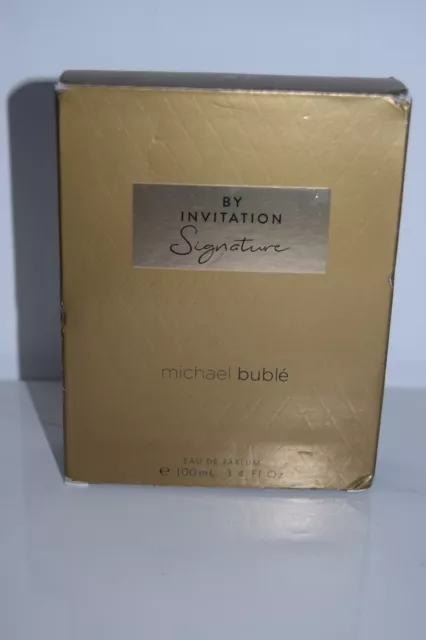 BY
INVITATION
Signature
michael bublé
EAU DE PARFUM
℮ 100mL 3.4 Fl Oz